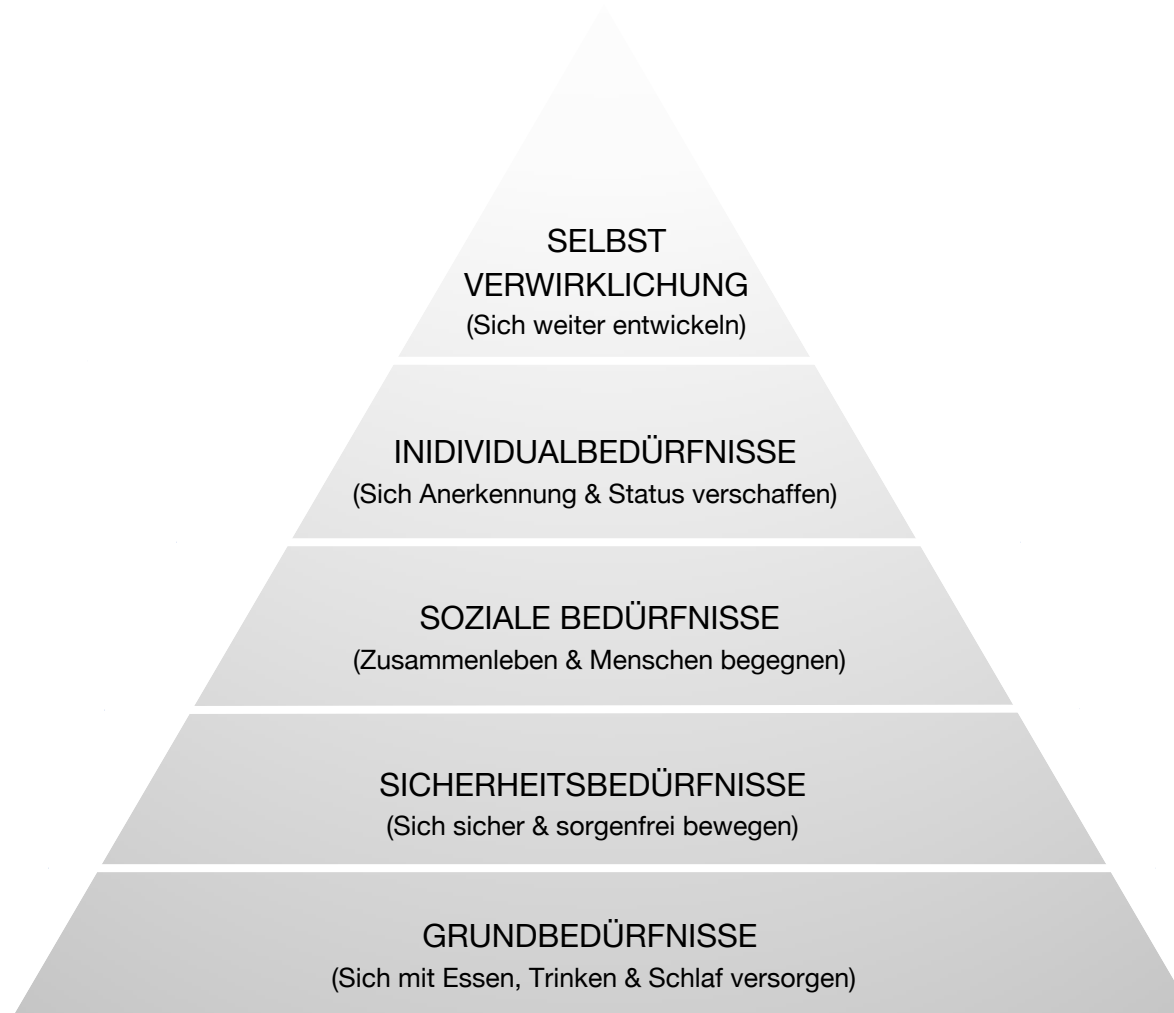 SELBST
VERWIRKLICHUNG
(Sich weiter entwickeln)
INIDIVIDUALBEDÜRFNISSE
(Sich Anerkennung & Status verschaffen)
SOZIALE BEDÜRFNISSE
(Zusammenleben & Menschen begegnen)
SICHERHEITSBEDÜRFNISSE
(Sich sicher & sorgenfrei bewegen)
GRUNDBEDÜRFNISSE
(Sich mit Essen, Trinken & Schlaf versorgen)